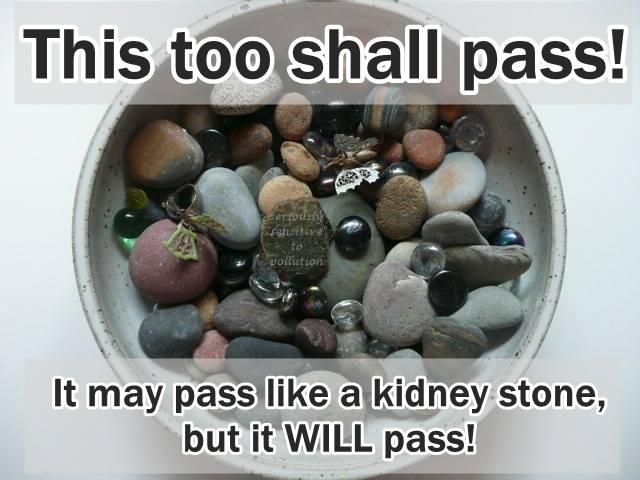 This too shall pass!
seriously
sensitive
to
pollution
It may pass like a kidney stone,
but it WILL pass!